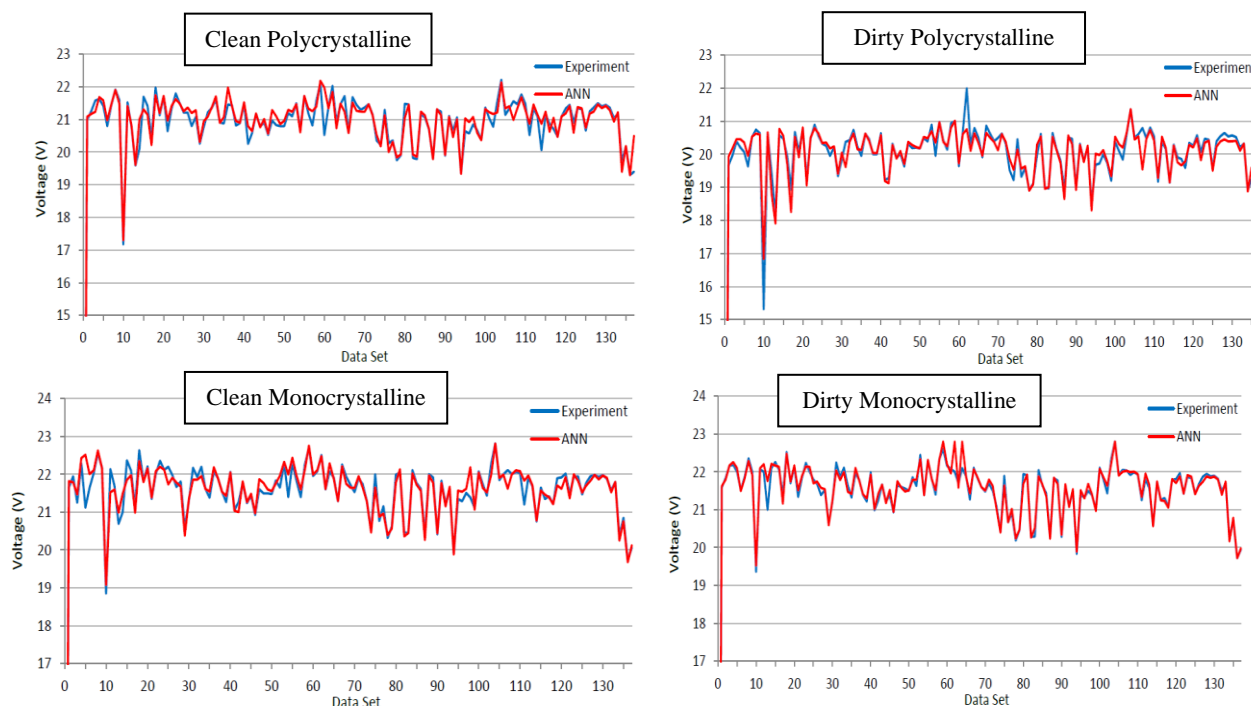 Clean Polycrystalline
Dirty Polycrystalline
Voltage (V)
23
22
21
20
19
18
17
16
15
Experiment
ANN
0 10 20 30 40 50 60 70 80 90 100 110 120 130
Data Set
Voltage (V)
23
22
21
20
19
18
17
16
15
Experiment
ANN
0 10 20 30 40 50 60 70 80 90 100 110 120 130
Data Set
Clean Monocrystalline
Dirty Monocrystalline
Voltage (V)
24
23
22
21
20
19
18
17
Experiment
ANN
0 10 20 30 40 50 60 70 80 90 100 110 120 130
Data Set
Voltage (V)
24
23
22
21
20
19
18
17
Experiment
ANN
0 10 20 30 40 50 60 70 80 90 100 110 120 130
Data Set